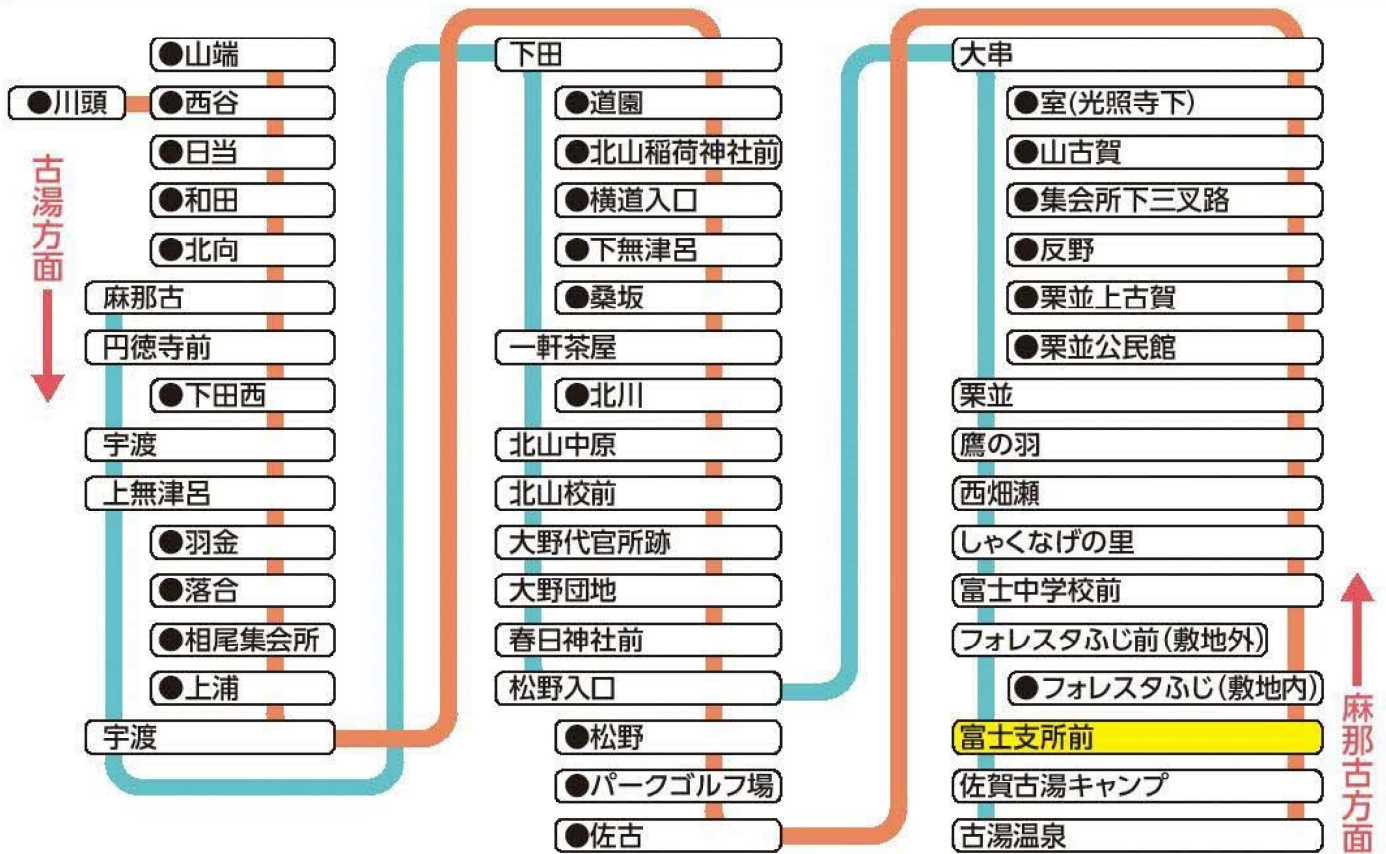 ●山端
●川頭
●西谷
●日当
●和田
●北向
麻那古
円徳寺前
●下田西
宇渡
上無津呂
●羽金
●落合
●相尾集会所
●上浦
宇渡
古湯方面
下田
●道園
●北山稲荷神社前
●横道入口
●下無津呂
●桑坂
一軒茶屋
●北川
北山中原
北山校前
大野代官所跡
大野団地
春日神社前
松野入口
●松野
●パークゴルフ場
●佐古
大串
●室(光照寺下)
●山古賀
●集会所下三叉路
●反野
●栗並上古賀
●栗並公民館
栗並
鷹の羽
西畑瀬
しゃくなげの里
富士中学校前
フォレスタふじ前(敷地外)
●フォレスタふじ(敷地内)
富士支所前
佐賀古湯キャンプ
古湯温泉
麻那古方面